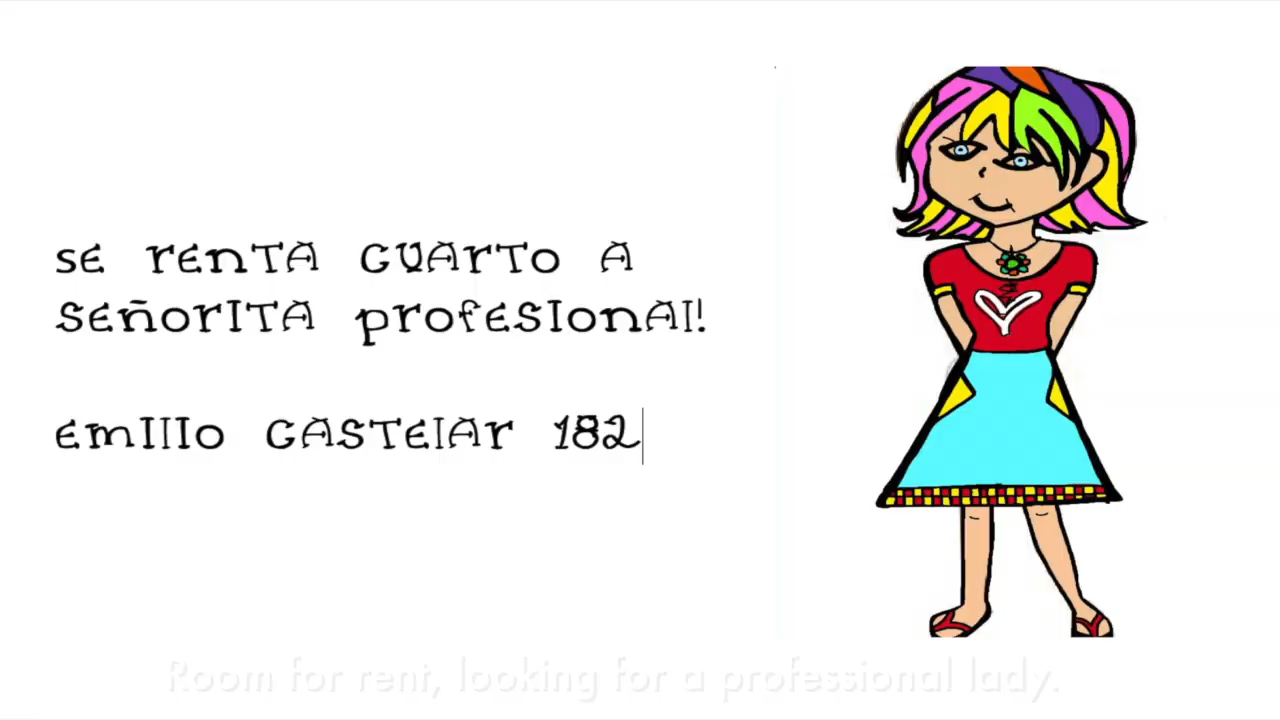 SE RENTA CUARTO A
SEÑORITA PROFESIONAL!
EMILIO CASTELAR 182
Room for rent, looking for a professional lady.